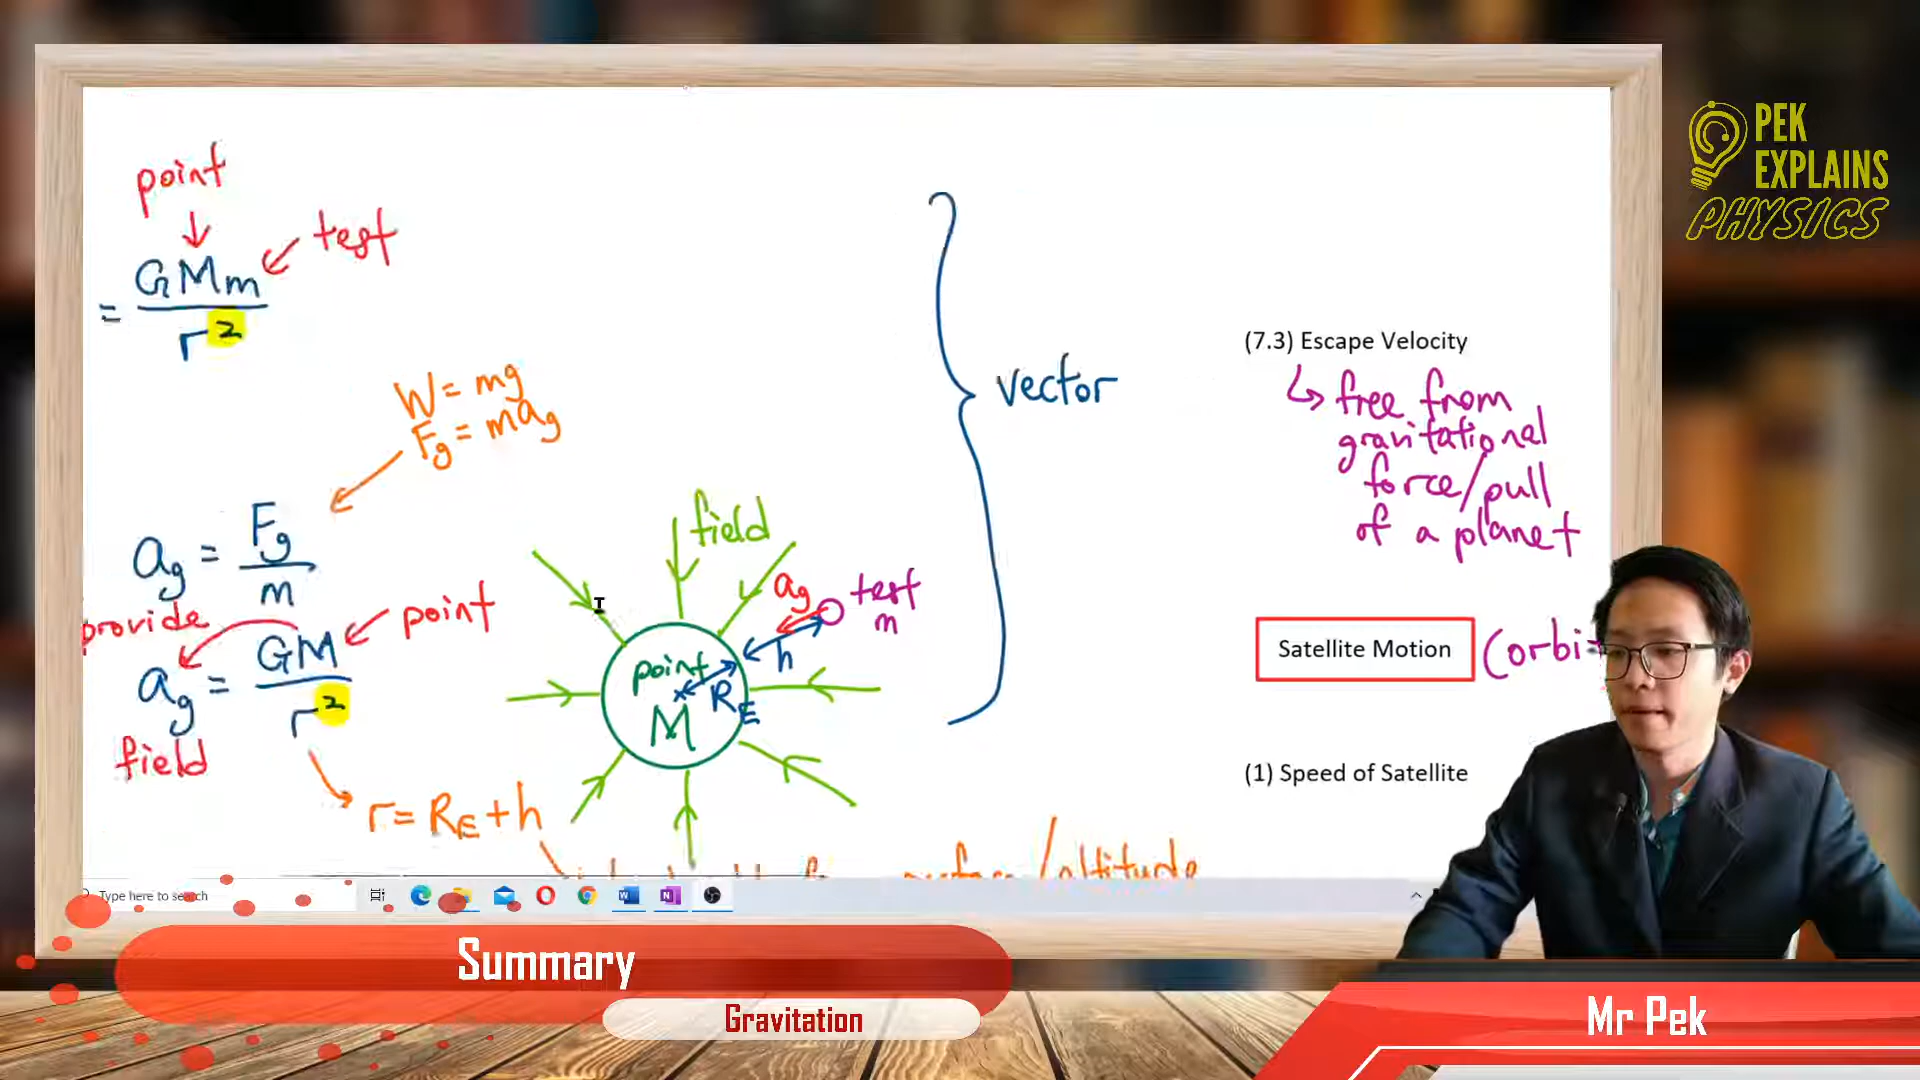 PEK
EXPLAINS
PHYSICS
point
test
= GMm
r²
W = mg
Fg = mag
ag = Fg
m
provide
point
ag = GM
r²
field
r = RE + h
field
ag
test
m
h
point
RE
M
vector
(7.3) Escape Velocity
↳ free from
gravitational
force/pull
of a planet
Satellite Motion
(orbi
(1) Speed of Satellite
/altitude
Type here to search
Summary
Gravitation
Mr Pek